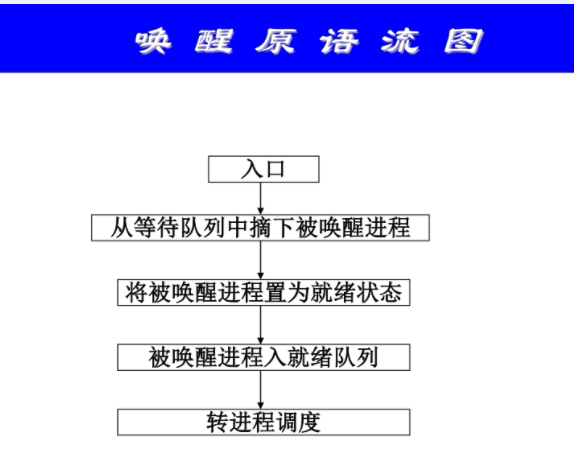 唤醒原语流图
入口
从等待队列中摘下被唤醒进程
将被唤醒进程置为就绪状态
被唤醒进程入就绪队列
转进程调度